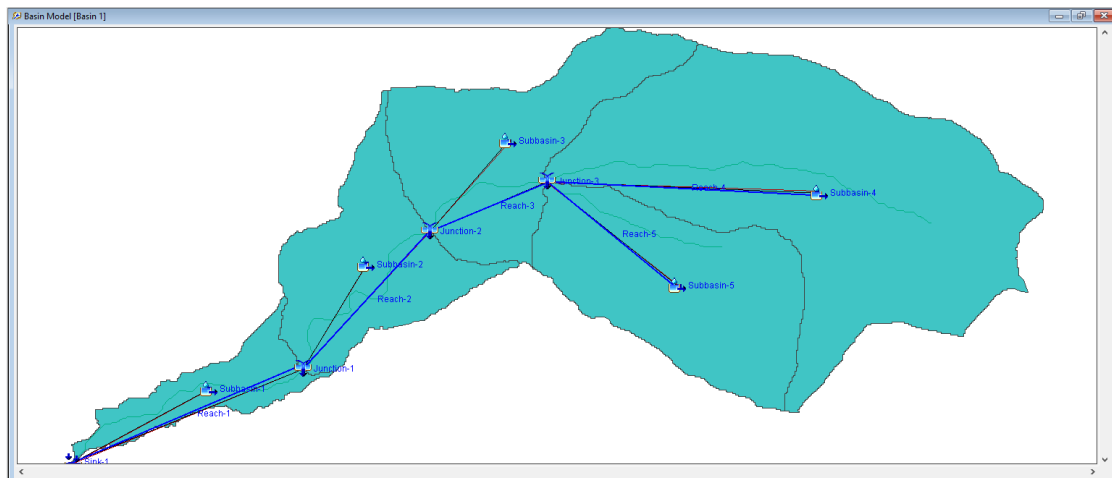 Basin Model [Basin 1]
Subbasin-3
Junction-3
Reach-4
Subbasin-4
Reach-3
Junction-2
Reach-5
Subbasin-2
Subbasin-5
Reach-2
Junction-1
Subbasin-1
Reach-1
Sink-1